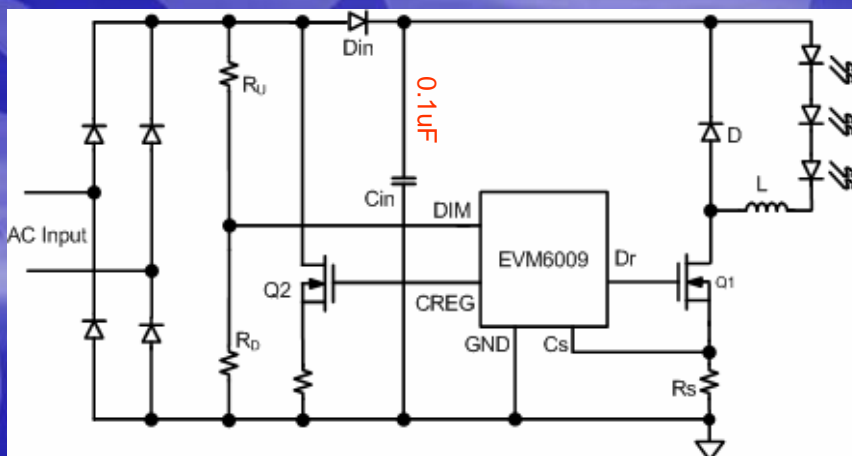 Din
RU
0.1uF
D
Cin
L
DIM
AC Input
EVM6009
Dr
Q2
Q1
CREG
RD
GND
Cs
Rs